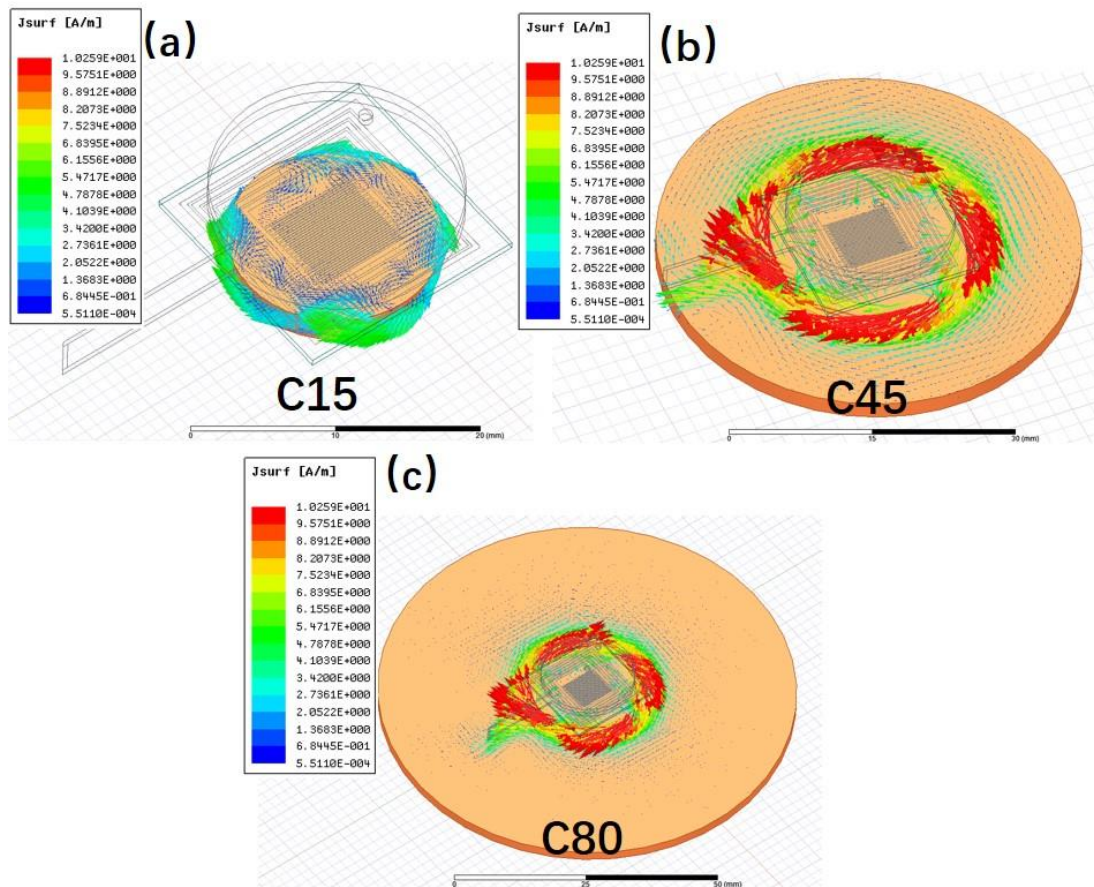 Jsurf [A/m]
(a)
1.0259E+001
9.5751E+000
8.8912E+000
8.2073E+000
7.5234E+000
6.8395E+000
6.1556E+000
5.4717E+000
4.7878E+000
4.1039E+000
3.4200E+000
2.7361E+000
2.0522E+000
1.3683E+000
6.8445E-001
5.5110E-004
C15
0 10 20 (mm)
Jsurf [A/m]
(b)
1.0259E+001
9.5751E+000
8.8912E+000
8.2073E+000
7.5234E+000
6.8395E+000
6.1556E+000
5.4717E+000
4.7878E+000
4.1039E+000
3.4200E+000
2.7361E+000
2.0522E+000
1.3683E+000
6.8445E-001
5.5110E-004
C45
0 15 30 (mm)
Jsurf [A/m]
(c)
1.0259E+001
9.5751E+000
8.8912E+000
8.2073E+000
7.5234E+000
6.8395E+000
6.1556E+000
5.4717E+000
4.7878E+000
4.1039E+000
3.4200E+000
2.7361E+000
2.0522E+000
1.3683E+000
6.8445E-001
5.5110E-004
C80
0 25 50 (mm)